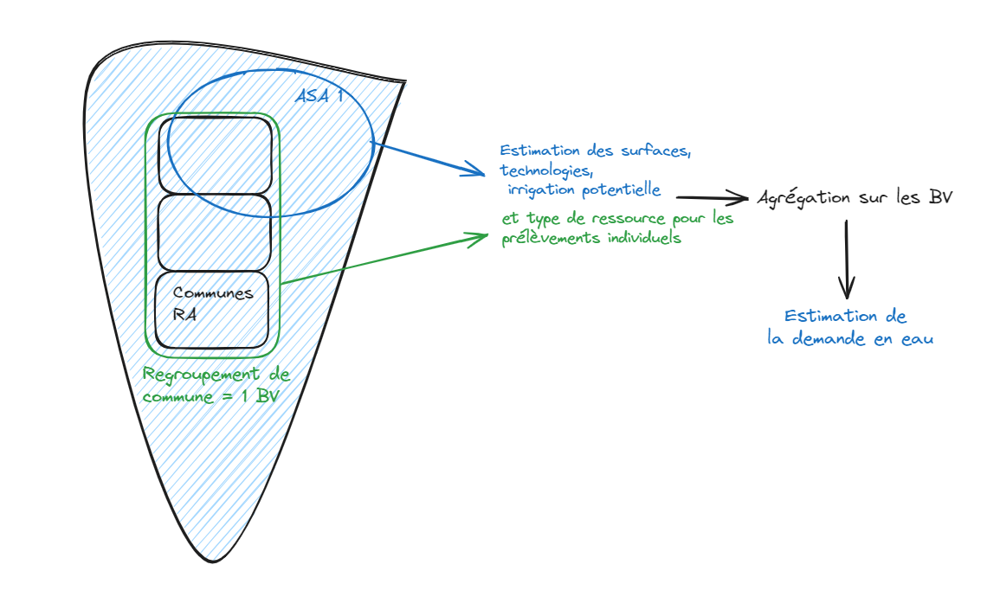 ASA 1
Communes
RA
Regroupement de
commune = 1 BV
Estimation des surfaces,
technologies,
irrigation potentielle
et type de ressource pour les
prélèvements individuels
Agrégation sur les BV
Estimation de
la demande en eau